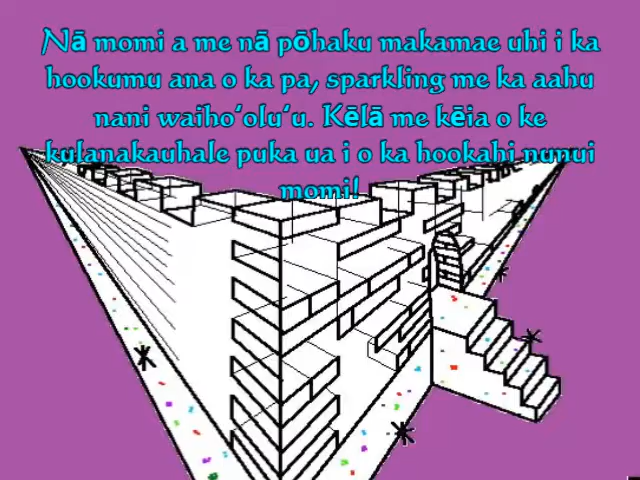 Nā momi a me nā pōhaku makamae uhi i ka
hookumu ana o ka pa, sparkling me ka aahu
nani waihoʻoluʻu. Kēlā me kēia o ke
kulanakauhale puka ua i o ka hookahi nunui
momi!